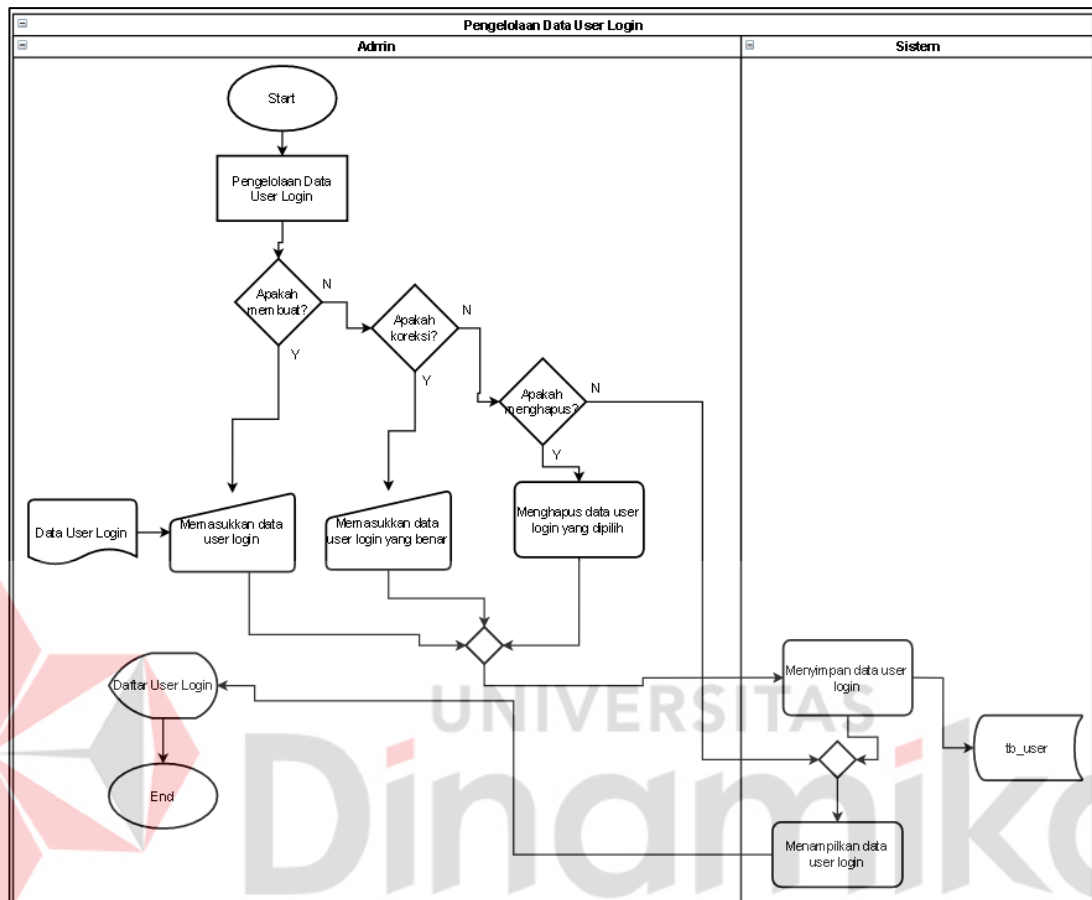 Pengelolaan Data User Login
Admin
Sistem
Start
Pengelolaan Data
User Login
Apakah
membuat?
N
Y
Apakah
koreksi?
N
Y
Apakah
menghapus?
N
Y
Data User Login
Memasukkan data
user login
Memasukkan data
user login yang benar
Menghapus data user
login yang dipilih
Menyimpan data user
login
tb_user
Menampilkan data
user login
Daftar User Login
End
UNIVERSITAS
Dinamika